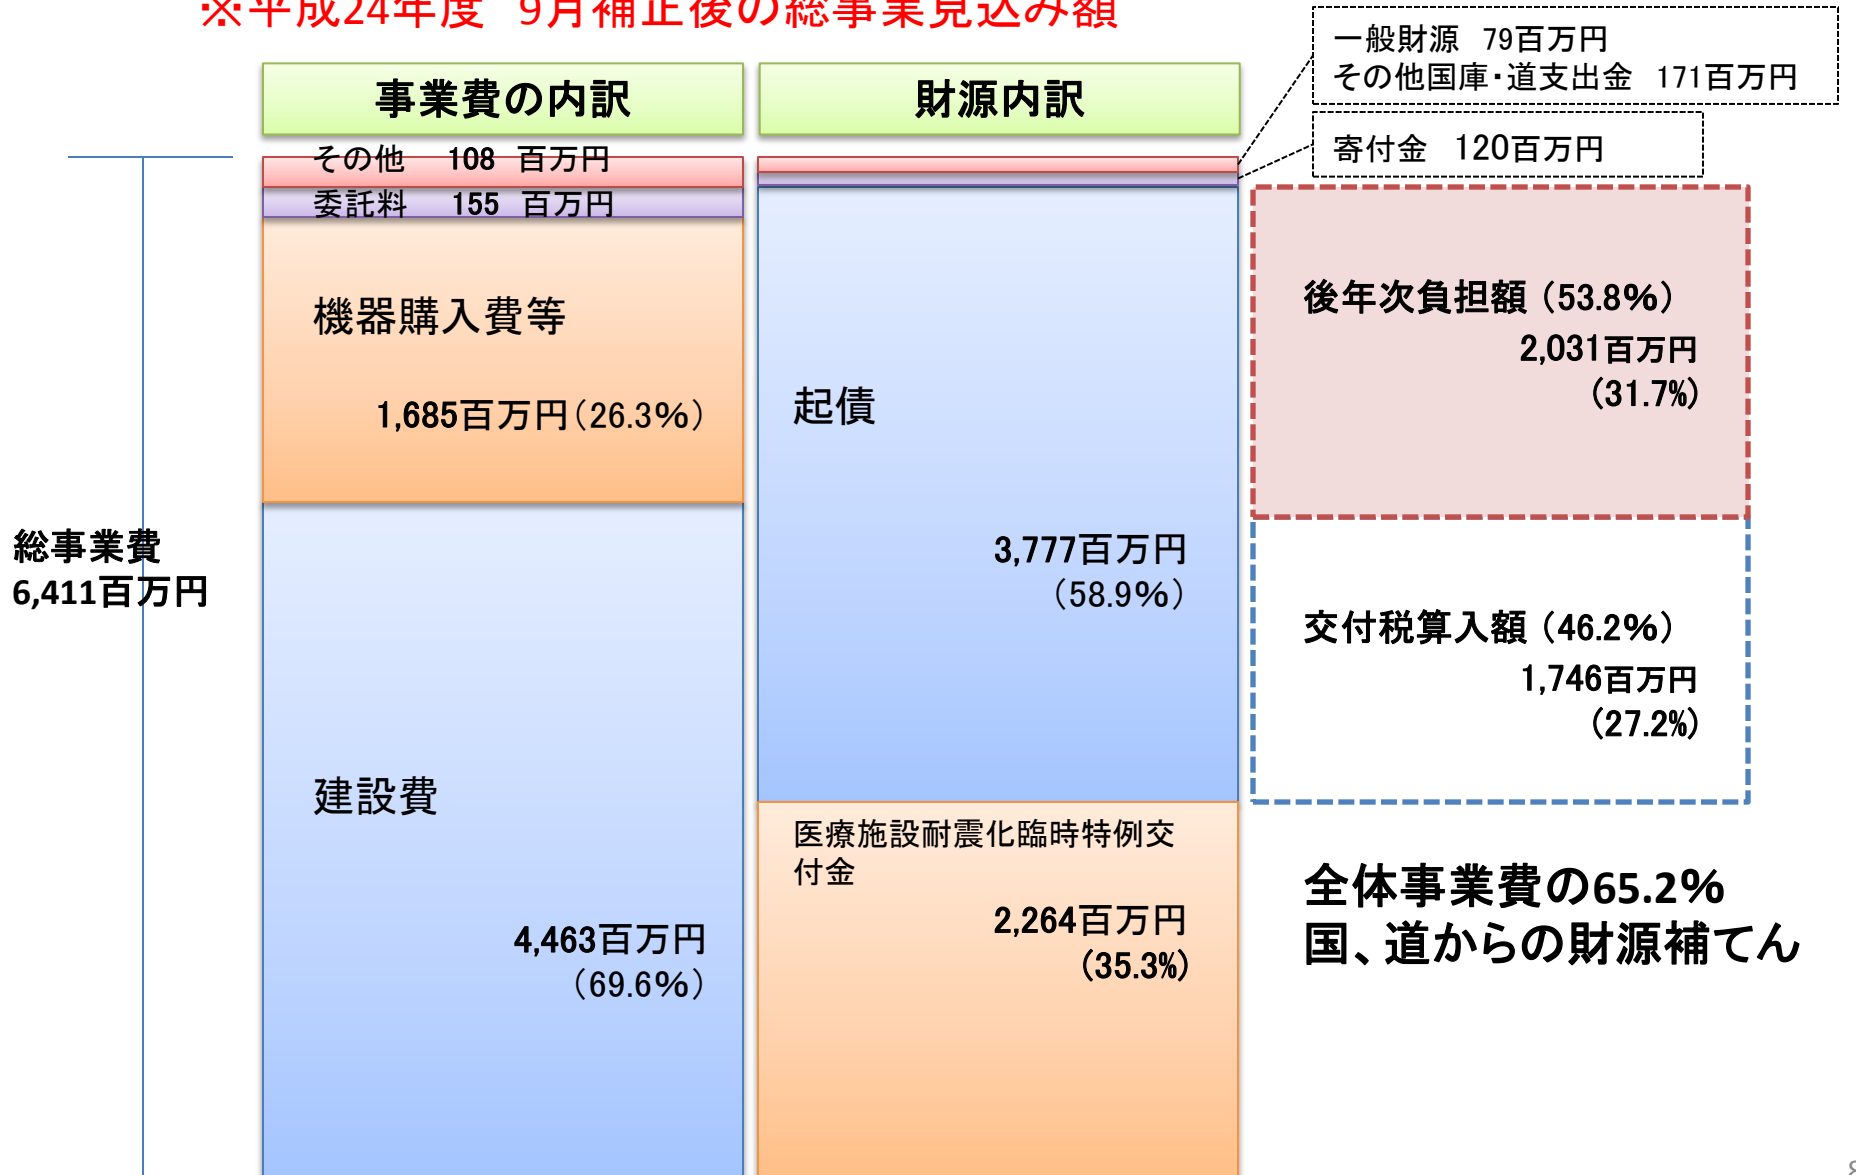 ※平成24年度 9月補正後の総事業見込み額
一般財源 79百万円
その他国庫・道支出金 171百万円
寄付金 120百万円
事業費の内訳
財源内訳
その他 108 百万円
委託料 155 百万円
機器購入費等
1,685百万円（26.3％）
建設費
4,463百万円
（69.6％）
総事業費
6,411百万円
起債
3,777百万円
（58.9％）
医療施設耐震化臨時特例交
付金
2,264百万円
(35.3%)
後年次負担額（53.8％）
2,031百万円
(31.7%)
交付税算入額（46.2％）
1,746百万円
(27.2%)
全体事業費の65.2％
国、道からの財源補てん